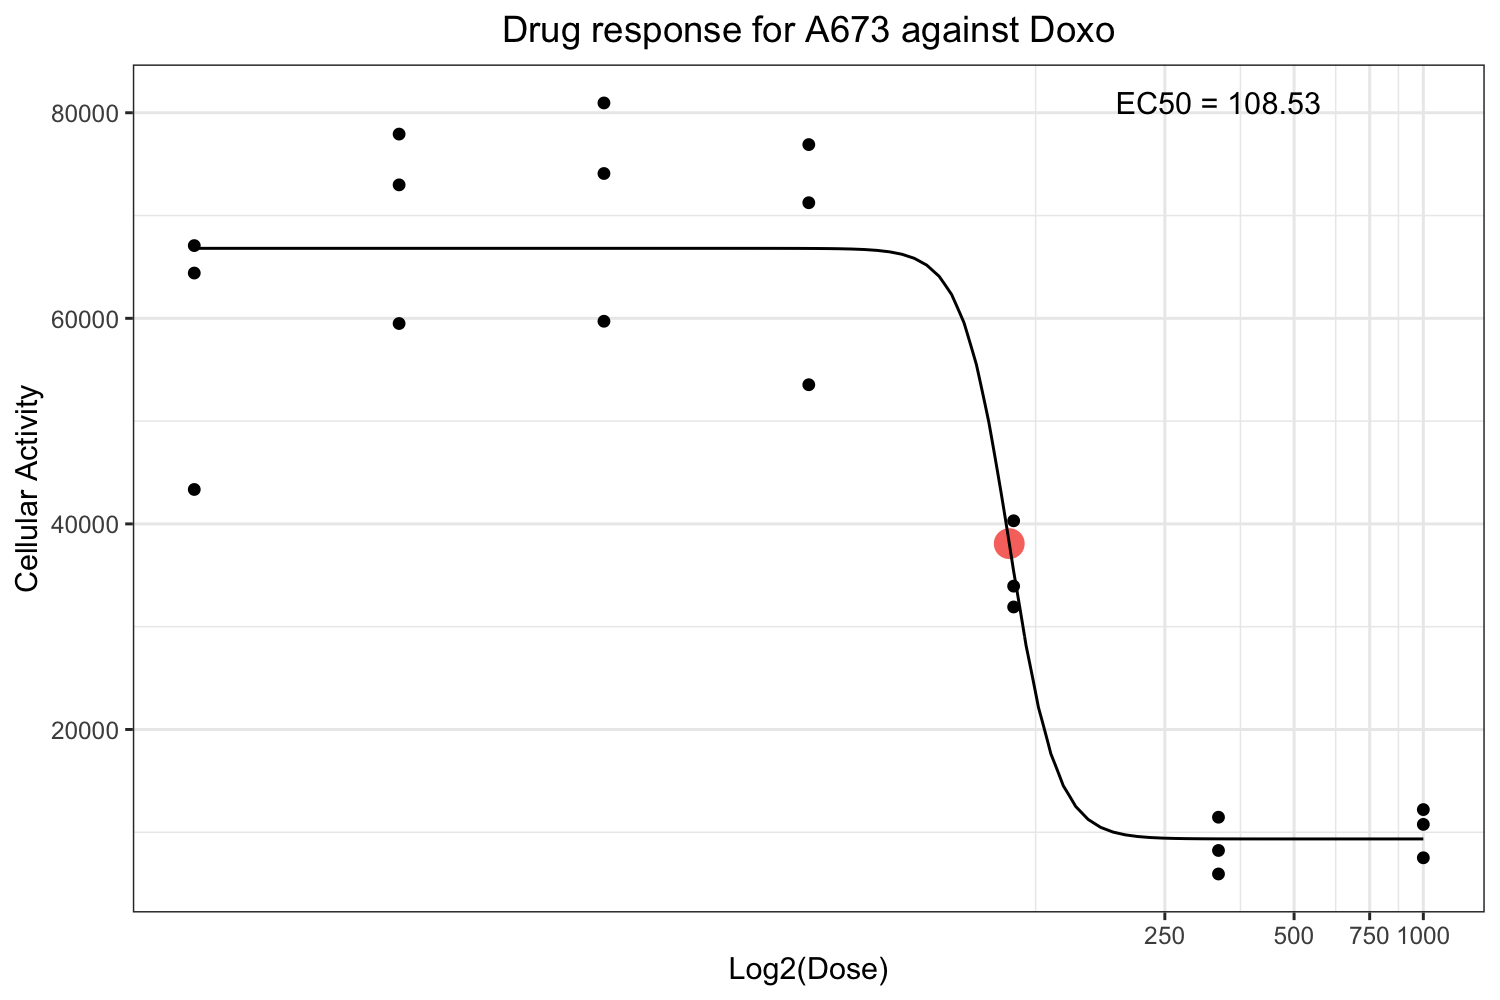 Drug response for A673 against Doxo
EC50 = 108.53
80000
60000
40000
20000
Cellular Activity
250 500 750 1000
Log2(Dose)